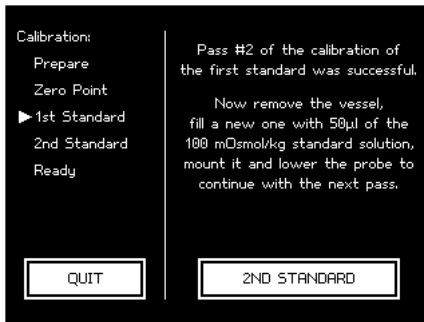 Calibration:
Prepare
Zero Point
1st Standard
2nd Standard
Ready
Pass #2 of the calibration of
the first standard was successful.
Now remove the vessel,
fill a new one with 50µl of the
100 mOsmol/kg standard solution,
mount it and lower the probe to
continue with the next pass.
QUIT
2ND STANDARD